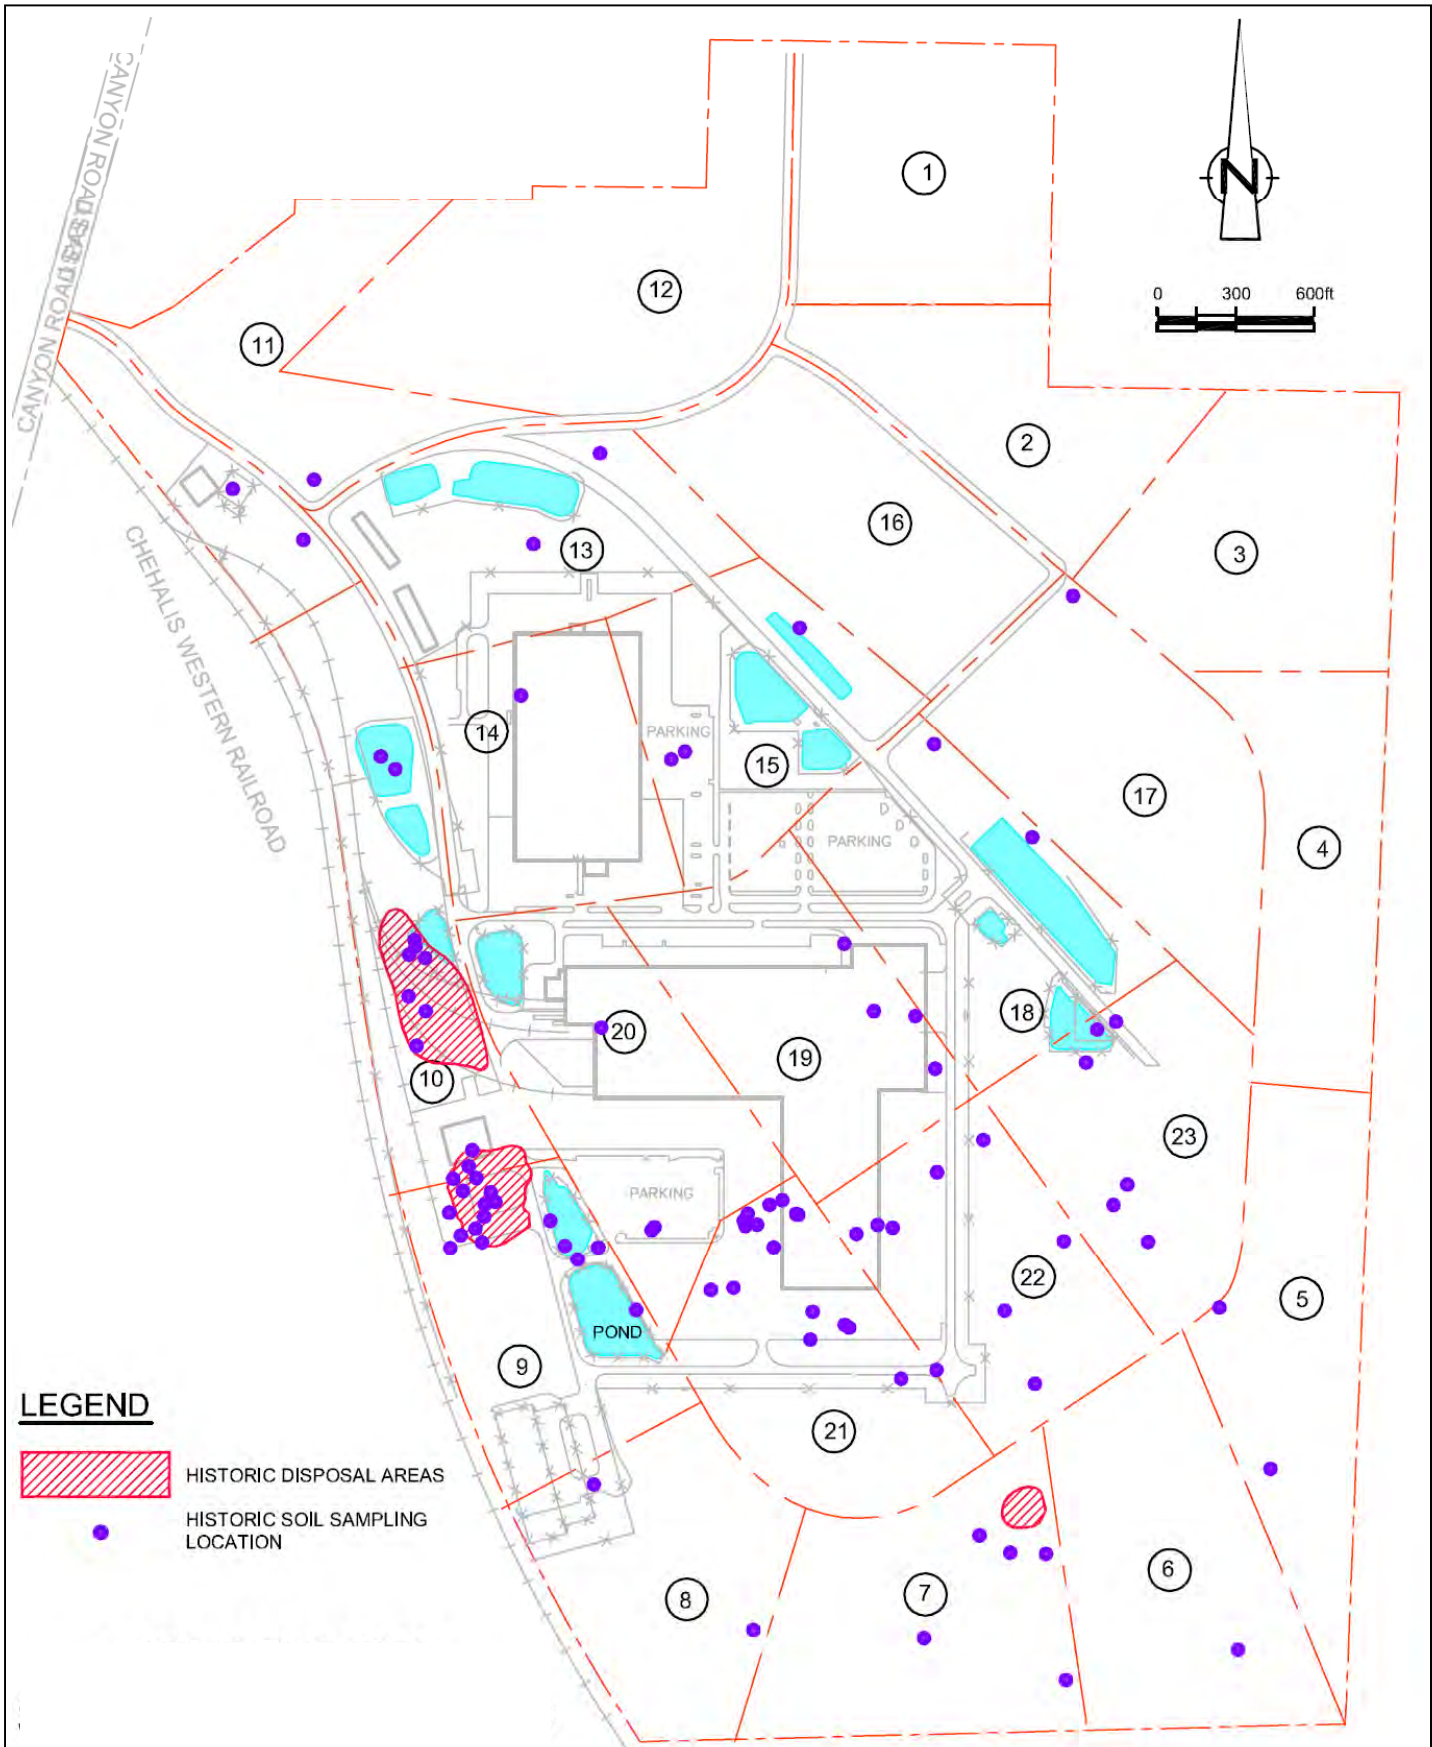 CANYON ROAD EAST
CANYON ROAD EAST
N
0 300 600ft
1
12
11
2
16
3
13
CHEHALIS WESTERN RAILROAD
14
PARKING
15
17
PARKING
4
18
20
19
10
23
PARKING
22
5
POND
9
21
6
7
8
LEGEND
HISTORIC DISPOSAL AREAS
HISTORIC SOIL SAMPLING
LOCATION